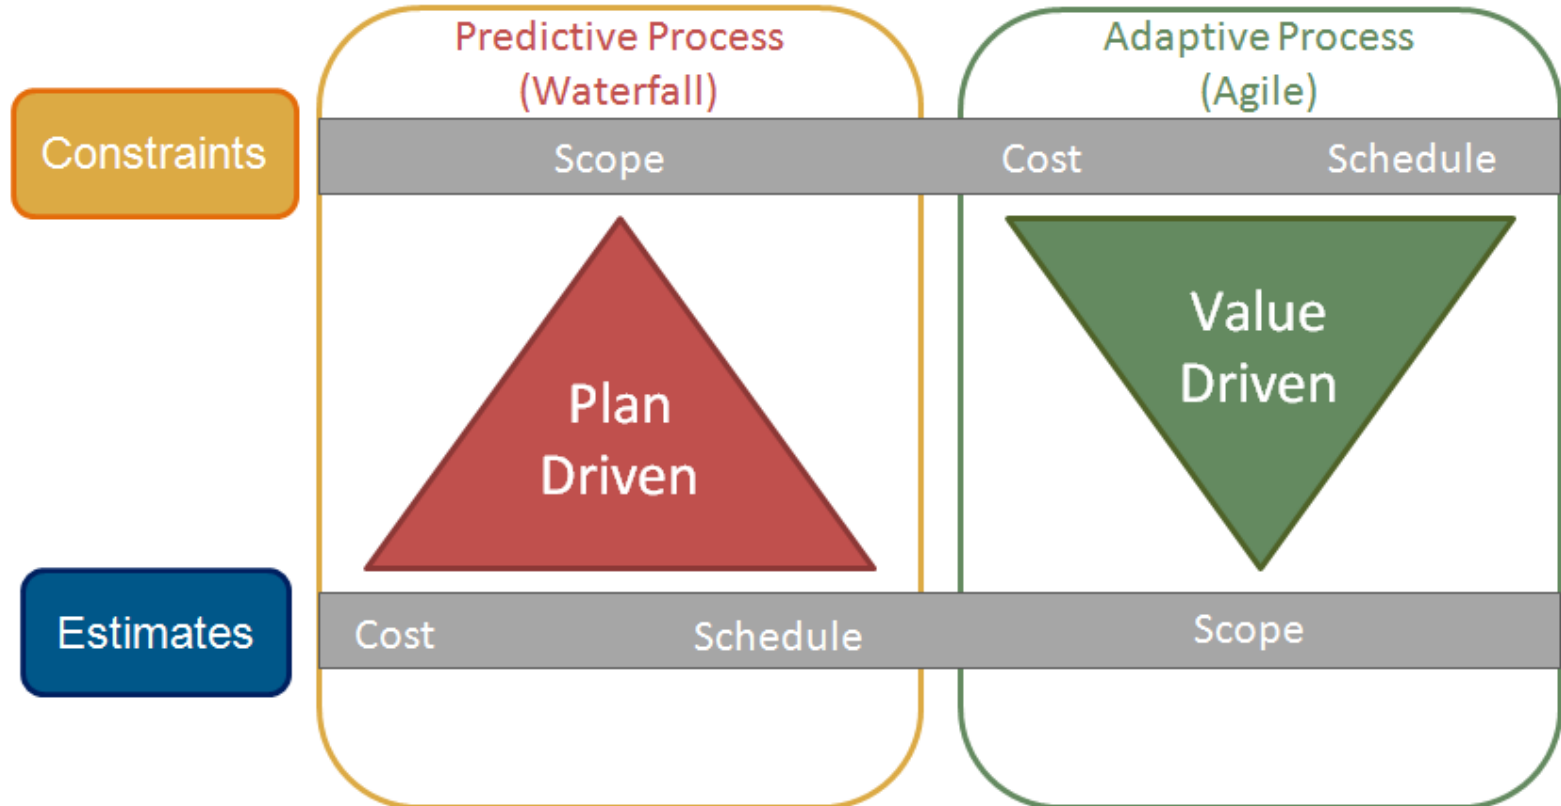 Predictive Process
(Waterfall)
Adaptive Process
(Agile)
Constraints
Scope
Cost
Schedule
Plan
Driven
Value
Driven
Estimates
Cost
Schedule
Scope